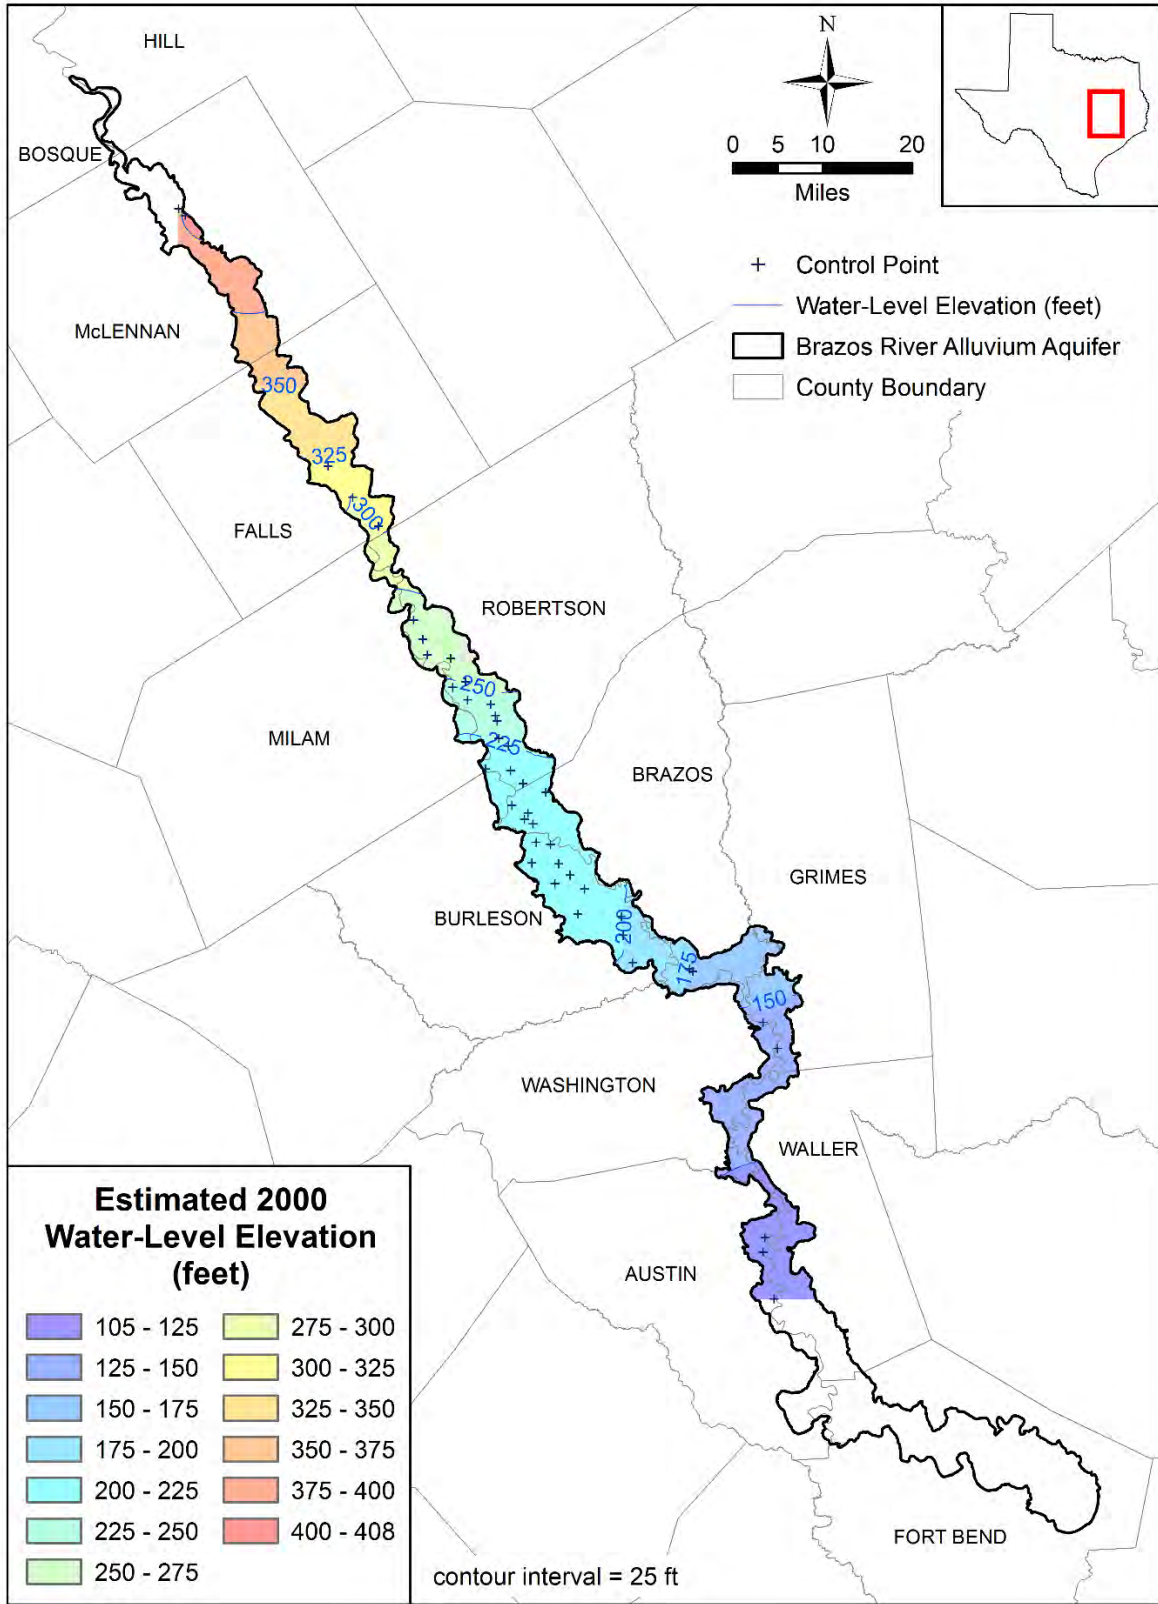 HILL
N
BOSQUE
0 5 10 20
Miles
Control Point
Water-Level Elevation (feet)
Brazos River Alluvium Aquifer
County Boundary
McLENNAN
350
325
300
FALLS
ROBERTSON
250
MILAM
225
BRAZOS
GRIMES
BURLESON
200
175
150
WASHINGTON
WALLER
AUSTIN
FORT BEND
Estimated 2000
Water-Level Elevation
(feet)
105 - 125
125 - 150
150 - 175
175 - 200
200 - 225
225 - 250
250 - 275
275 - 300
300 - 325
325 - 350
350 - 375
375 - 400
400 - 408
contour interval = 25 ft